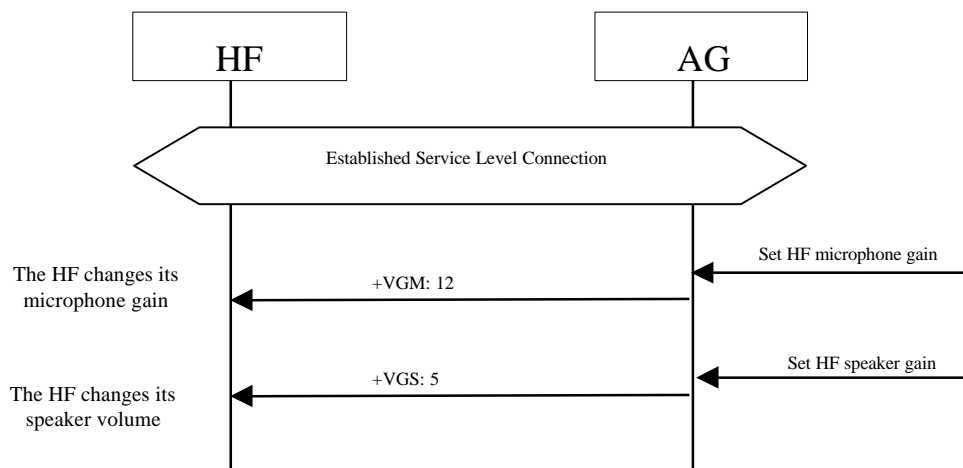 HF
AG
Established Service Level Connection
Set HF microphone gain
The HF changes its
microphone gain
+VGM: 12
Set HF speaker gain
+VGS: 5
The HF changes its
speaker volume